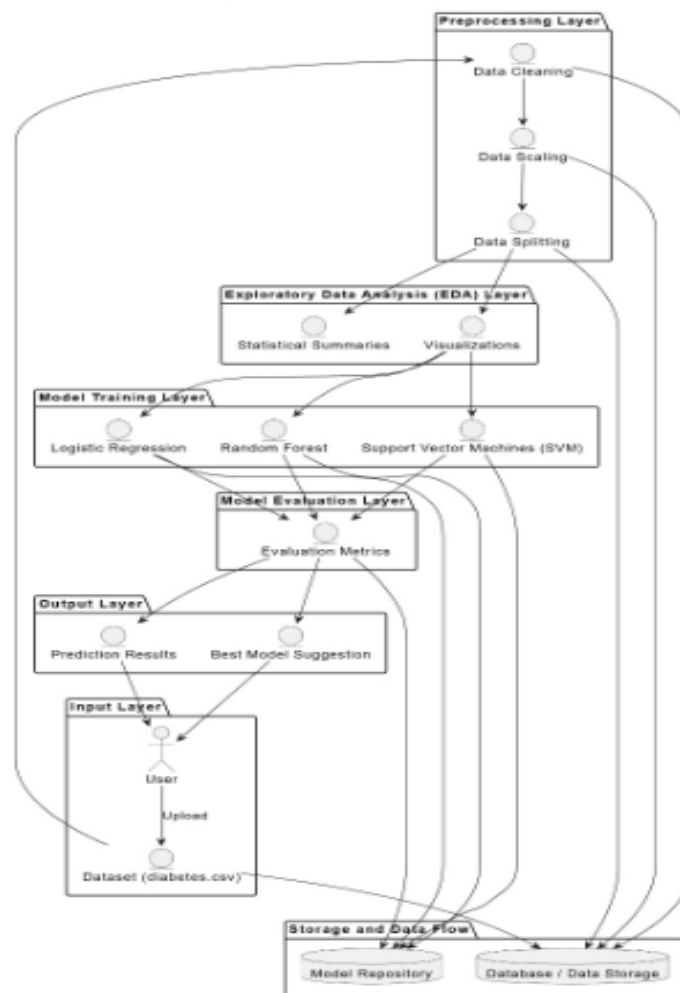 Preprocessing Layer
Data Cleaning
Data Scaling
Data Splitting
Exploratory Data Analysis (EDA) Layer
Statistical Summaries
Visualizations
Model Training Layer
Logistic Regression
Random Forest
Support Vector Machines (SVM)
Model Evaluation Layer
Evaluation Metrics
Output Layer
Prediction Results
Best Model Suggestion
Input Layer
User
Upload
Dataset (diabetes.csv)
Storage and Data Flow
Model Repository
Database / Data Storage